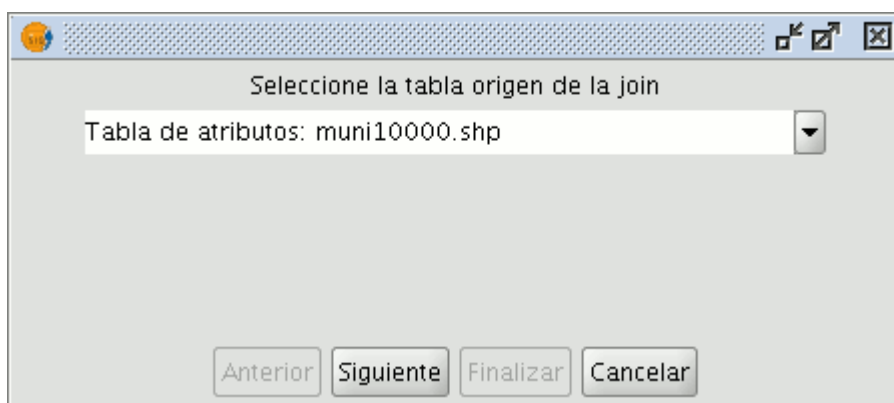 Seleccione la tabla origen de la join
Tabla de atributos: muni10000.shp
Anterior Siguiente Finalizar Cancelar